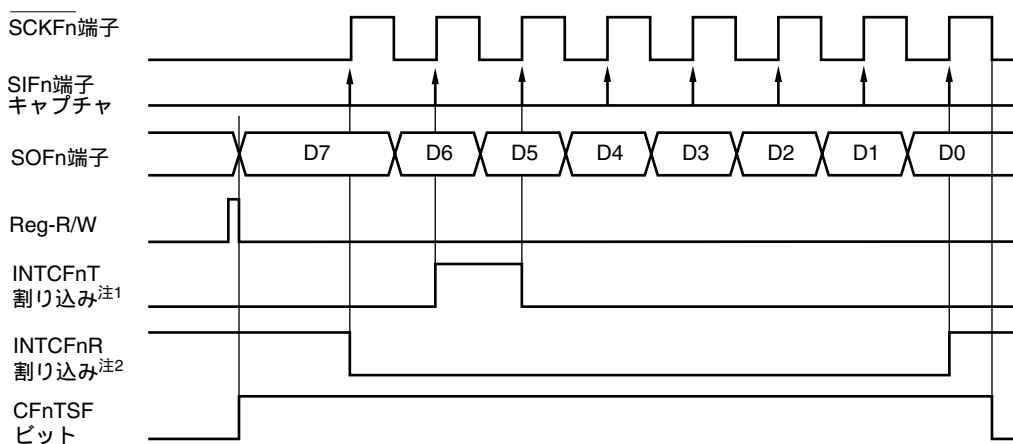 SCKFn端子
SIFn端子
キャプチャ
SOFn端子
D7 D6 D5 D4 D3 D2 D1 D0
Reg-R/W
INTCFnT
割り込み注1
INTCFnR
割り込み注2
CFnTSF
ビット